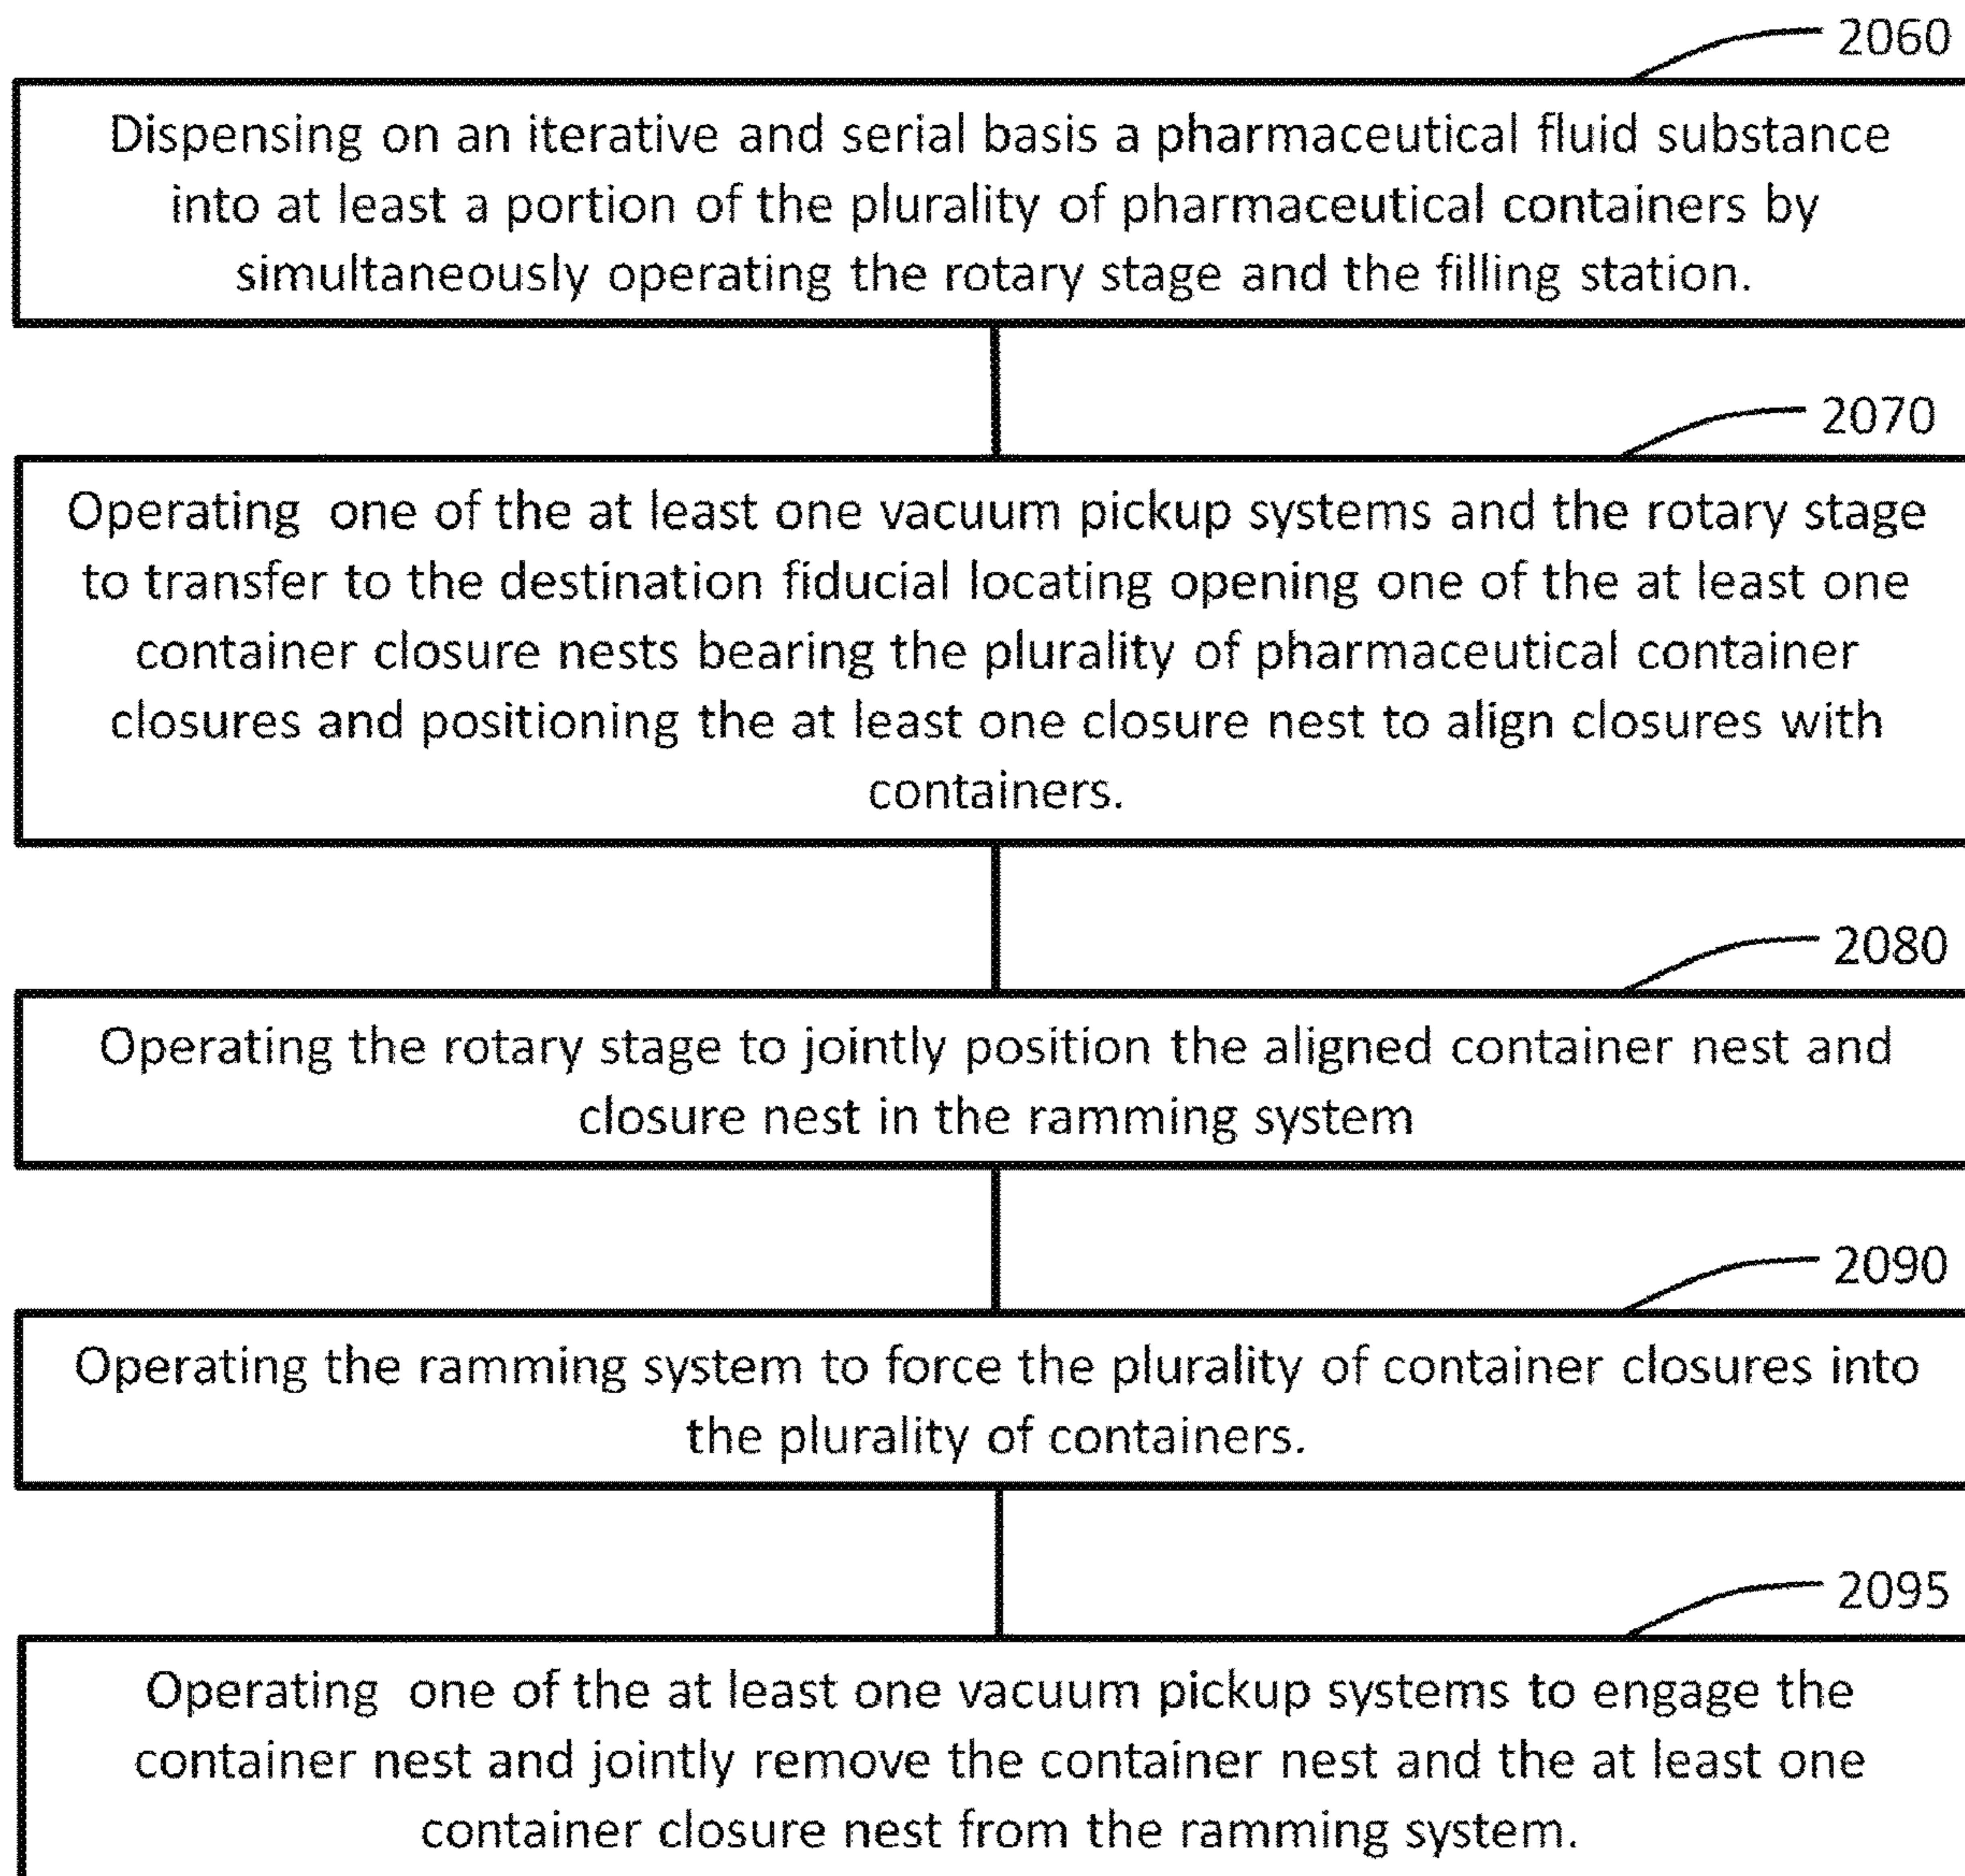 2060
Dispensing on an iterative and serial basis a pharmaceutical fluid substance
into at least a portion of the plurality of pharmaceutical containers by
simultaneously operating the rotary stage and the filling station.
2070
Operating one of the at least one vacuum pickup systems and the rotary stage
to transfer to the destination fiducial locating opening one of the at least one
container closure nests bearing the plurality of pharmaceutical container
closures and positioning the at least one closure nest to align closures with
containers.
2080
Operating the rotary stage to jointly position the aligned container nest and
closure nest in the ramming system
2090
Operating the ramming system to force the plurality of container closures into
the plurality of containers.
2095
Operating one of the at least one vacuum pickup systems to engage the
container nest and jointly remove the container nest and the at least one
container closure nest from the ramming system.